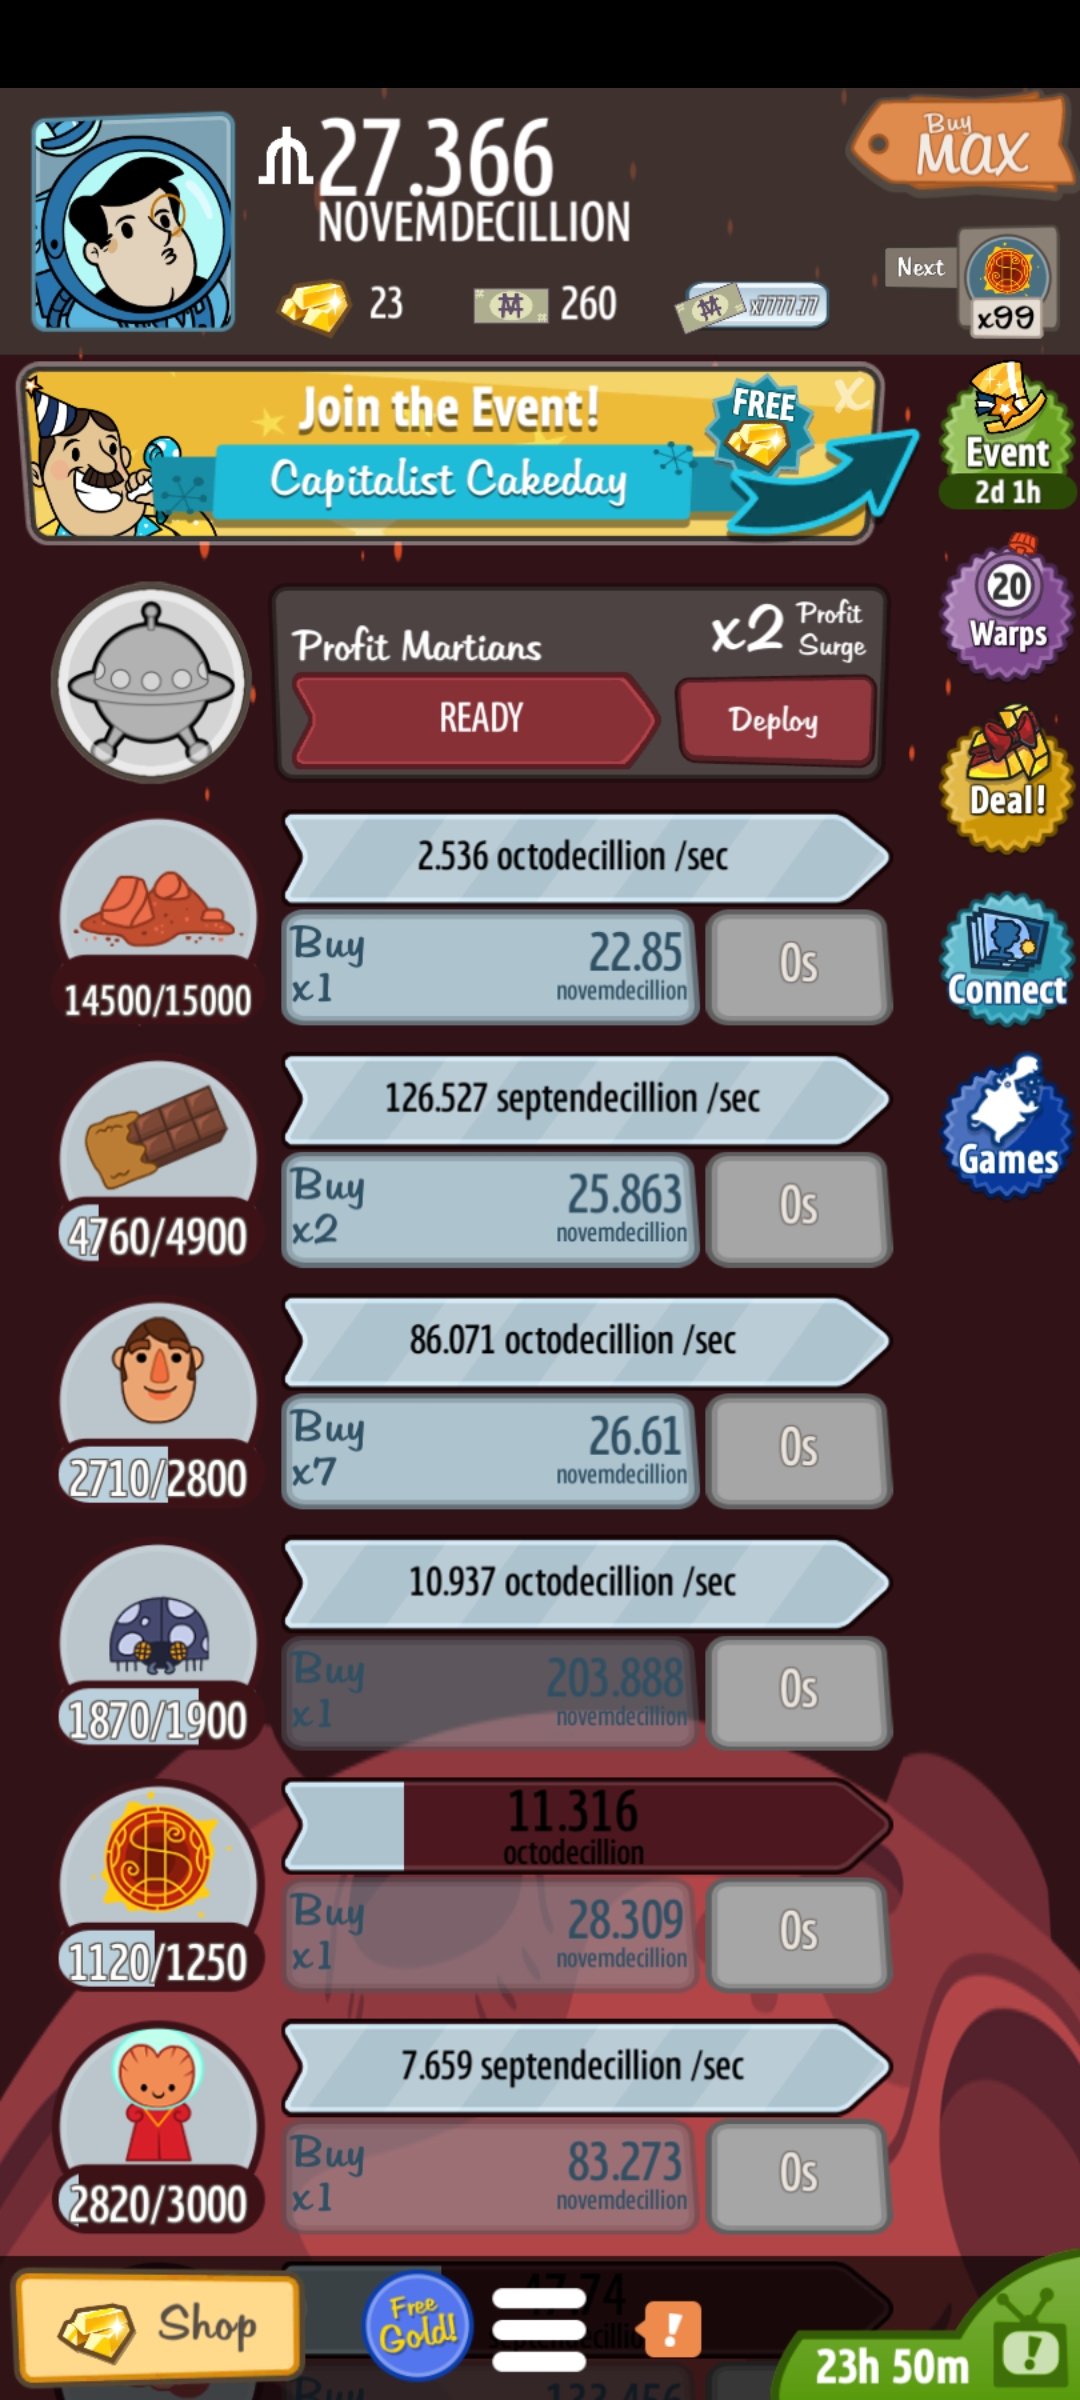 27.366
NOVEMDECILLION
Buy
MAX
23
260
x7777.77
Next
x99
Join the Event!
Capitalist Cakeday
FREE
x
Event
2d 1h
20
Warps
Deal!
Connect
Games
Profit Martians
x2 Profit
Surge
READY
Deploy
2.536 octodecillion /sec
Buy
x1
22.85
novemdecillion
0s
14500/15000
126.527 septendecillion /sec
Buy
x2
25.863
novemdecillion
0s
4760/4900
86.071 octodecillion /sec
Buy
x7
26.61
novemdecillion
0s
2710/2800
10.937 octodecillion /sec
Buy
x1
203.888
novemdecillion
0s
1870/1900
11.316
octodecillion
Buy
x1
28.309
novemdecillion
0s
1120/1250
7.659 septendecillion /sec
Buy
x1
83.273
novemdecillion
0s
2820/3000
Shop
Free
Gold!
!
23h 50m
!
Buy